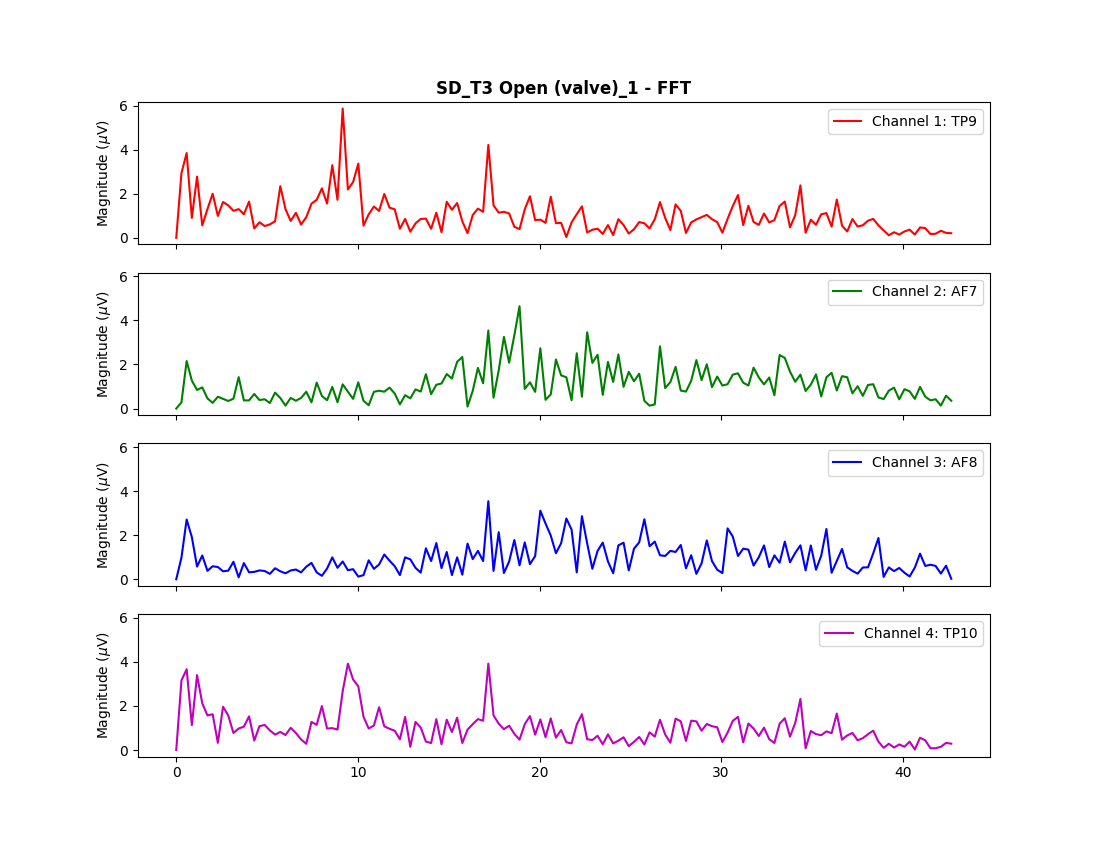 SD_T3 Open (valve)_1 - FFT
6
4
2
0
Magnitude (μV)
Channel 1: TP9
6
4
2
0
Magnitude (μV)
Channel 2: AF7
6
4
2
0
Magnitude (μV)
Channel 3: AF8
6
4
2
0
Magnitude (μV)
Channel 4: TP10
0 10 20 30 40